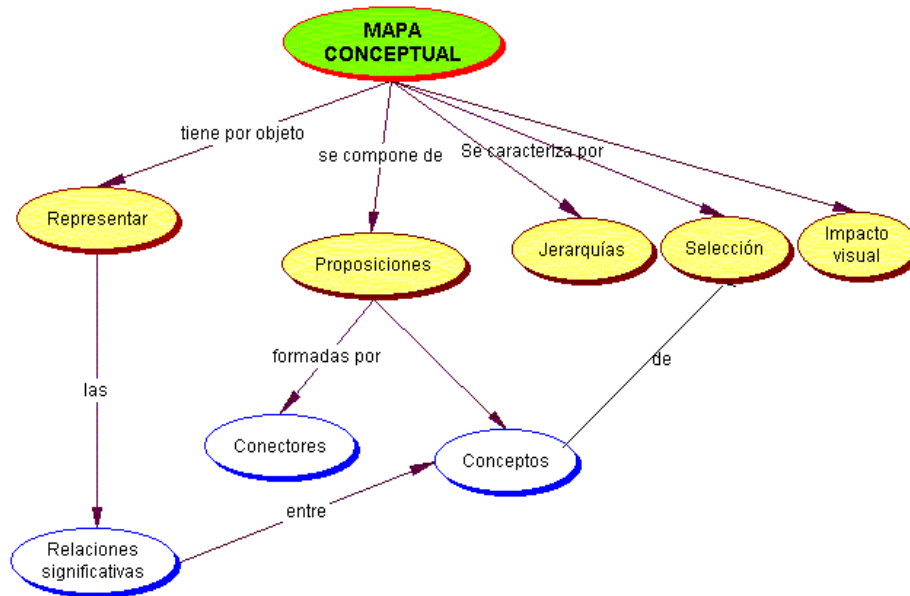 MAPA
CONCEPTUAL
tiene por objeto
se compone de
Se caracteriza por
Representar
Proposiciones
Jerarquías
Selección
Impacto
visual
formadas por
de
las
Conectores
Conceptos
entre
Relaciones
significativas